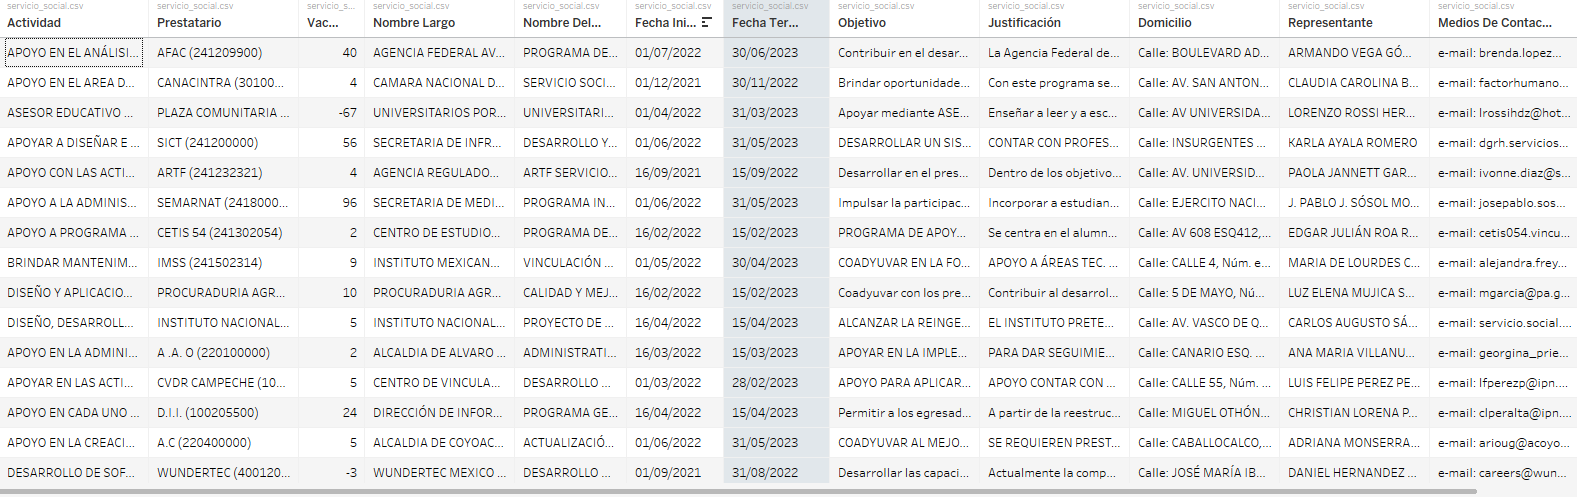 servicio_social.csv servicio_social.csv servicio_s... servicio_social.csv servicio_social.csv servicio_social.csv servicio_social.csv servicio_social.csv servicio_social.csv servicio_social.csv servicio_social.csv servicio_social.csv
Actividad Prestatario Vac... Nombre Largo Nombre Del... Fecha Ini... Fecha Ter... Objetivo Justificación Domicilio Representante Medios De Contac...
APOYO EN EL ANÁLISI... AFAC (241209900) 40 AGENCIA FEDERAL AV... PROGRAMA DE... 01/07/2022 30/06/2023 Contribuir en el desar... La Agencia Federal de... Calle: BOULEVARD AD... ARMANDO VEGA GÓ... e-mail: brenda.lopez...
APOYO EN EL AREA D... CANACINTRA (30100... 4 CAMARA NACIONAL D... SERVICIO SOCI... 01/12/2021 30/11/2022 Brindar oportunidade... Con este programa se... Calle: AV. SAN ANTON... CLAUDIA CAROLINA B... e-mail: factorhumano...
ASESOR EDUCATIVO ... PLAZA COMUNITARIA ... -67 UNIVERSITARIOS POR... UNIVERSITARI... 01/04/2022 31/03/2023 Apoyar mediante ASE... Enseñar a leer y a esc... Calle: AV UNIVERSIDA... LORENZO ROSSI HER... e-mail: lrossihdz@hot...
APOYAR A DISEÑAR E ... SICT (241200000) 56 SECRETARIA DE INFR... DESARROLLO Y... 01/06/2022 31/05/2023 DESARROLLAR UN SIS... CONTAR CON PROFES... Calle: INSURGENTES ... KARLA AYALA ROMERO e-mail: dgrh.servicios...
APOYO CON LAS ACTI... ARTF (241232321) 4 AGENCIA REGULADO... ARTF SERVICIO... 16/09/2021 15/09/2022 Desarrollar en el pres... Dentro de los objetivo... Calle: AV. UNIVERSID... PAOLA JANNETT GAR... e-mail: ivonne.diaz@s...
APOYO A LA ADMINIS... SEMARNAT (2418000... 96 SECRETARIA DE MEDI... PROGRAMA IN... 01/06/2022 31/05/2023 Impulsar la participac... Incorporar a estudian... Calle: EJERCITO NACI... J. PABLO J. SÓSOL MO... e-mail: josepablo.sos...
APOYO A PROGRAMA ... CETIS 54 (241302054) 2 CENTRO DE ESTUDIO... PROGRAMA DE... 16/02/2022 15/02/2023 PROGRAMA DE APOY... Se centra en el alumn... Calle: AV 608 ESQ412,... EDGAR JULIÁN ROA R... e-mail: cetis054.vincu...
BRINDAR MANTENIM... IMSS (241502314) 9 INSTITUTO MEXICAN... VINCULACIÓN ... 01/05/2022 30/04/2023 COADYUVAR EN LA FO... APOYO A ÁREAS TEC. ... Calle: CALLE 4, Núm. e... MARIA DE LOURDES C... e-mail: alejandra.frey...
DISEÑO Y APLICACIO... PROCURADURIA AGR... 10 PROCURADURIA AGR... CALIDAD Y MEJ... 16/02/2022 15/02/2023 Coadyuvar con los pre... Contribuir al desarrol... Calle: 5 DE MAYO, Nú... LUZ ELENA MUJICA S... e-mail: mgarcia@pa.g...
DISEÑO, DESARROLL... INSTITUTO NACIONAL... 5 INSTITUTO NACIONAL... PROYECTO DE ... 16/04/2022 15/04/2023 ALCANZAR LA REINGE... EL INSTITUTO PRETE... Calle: AV. VASCO DE Q... CARLOS AUGUSTO SÁ... e-mail: servicio.social....
APOYO EN LA ADMINI... A .A. O (220100000) 2 ALCALDIA DE ALVARO ... ADMINISTRATI... 16/03/2022 15/03/2023 APOYAR EN LA IMPLE... PARA DAR SEGUIMIE... Calle: CANARIO ESQ. ... ANA MARIA VILLANU... e-mail: georgina_prie...
APOYAR EN LAS ACTI... CVDR CAMPECHE (10... 5 CENTRO DE VINCULA... DESARROLLO ... 01/03/2022 28/02/2023 APOYO PARA APLICAR... APOYO CONTAR CON ... Calle: CALLE 55, Núm. ... LUIS FELIPE PEREZ PE... e-mail: lfperezp@ipn....
APOYO EN CADA UNO ... D.I.I. (100205500) 24 DIRECCIÓN DE INFOR... PROGRAMA GE... 16/04/2022 15/04/2023 Permitir a los egresad... A partir de la reestruc... Calle: MIGUEL OTHÓN... CHRISTIAN LORENA P... e-mail: clperalta@ipn....
APOYO EN LA CREACI... A.C (220400000) 5 ALCALDIA DE COYOAC... ACTUALIZACIÓ... 01/06/2022 31/05/2023 COADYUVAR AL MEJO... SE REQUIEREN PREST... Calle: CABALLOCALCO,... ADRIANA MONSERRA... e-mail: arioug@acoyo...
DESARROLLO DE SOF... WUNDERTEC (400120... -3 WUNDERTEC MEXICO ... DESARROLLO ... 01/09/2021 31/08/2022 Desarrollar las capaci... Actualmente la comp... Calle: JOSÉ MARÍA IB... DANIEL HERNANDEZ ... e-mail: careers@wun...